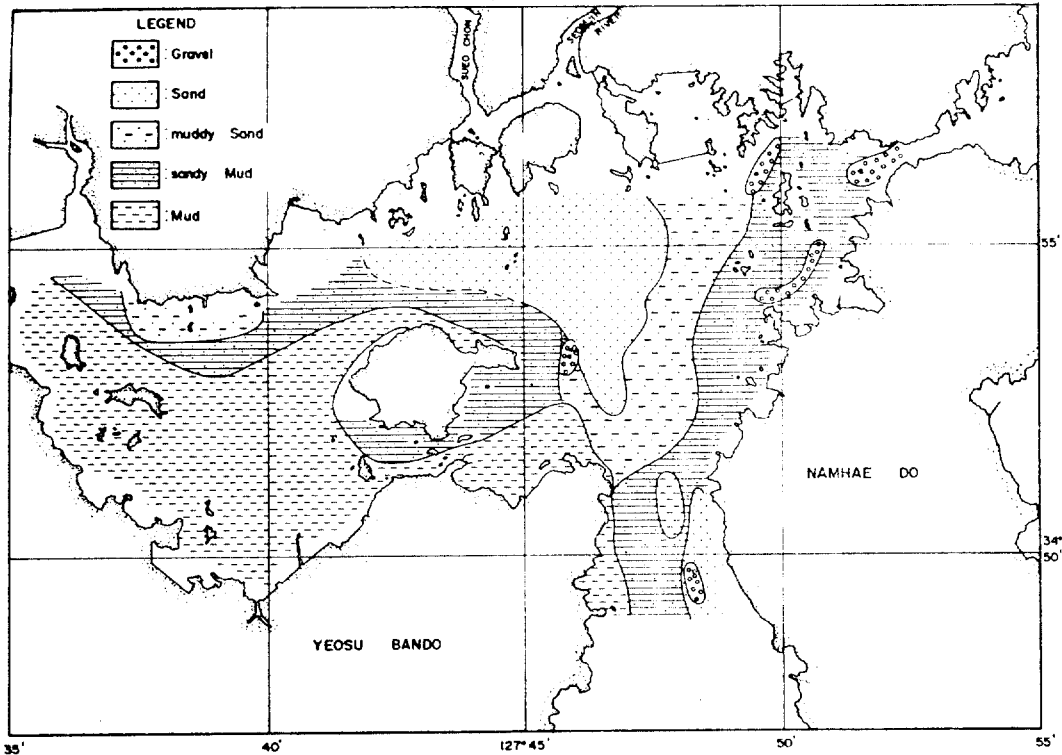 LEGEND
: Gravel
: Sand
: muddy Sand
: sandy Mud
: Mud
SUEO CHON
RIVER
55'
NAMHAE DO
34°
50'
YEOSU BANDO
35'
40'
127° 45'
50'
55'